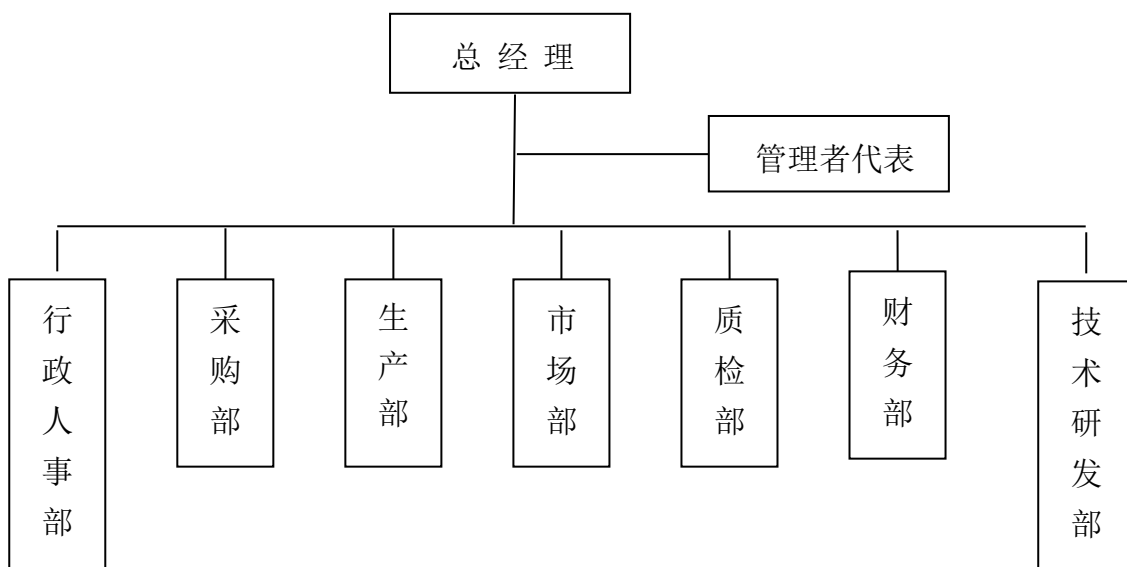 总 经 理
管理者代表
行政人事部
采购部
生产部
市场部
质检部
财务部
技术研发部